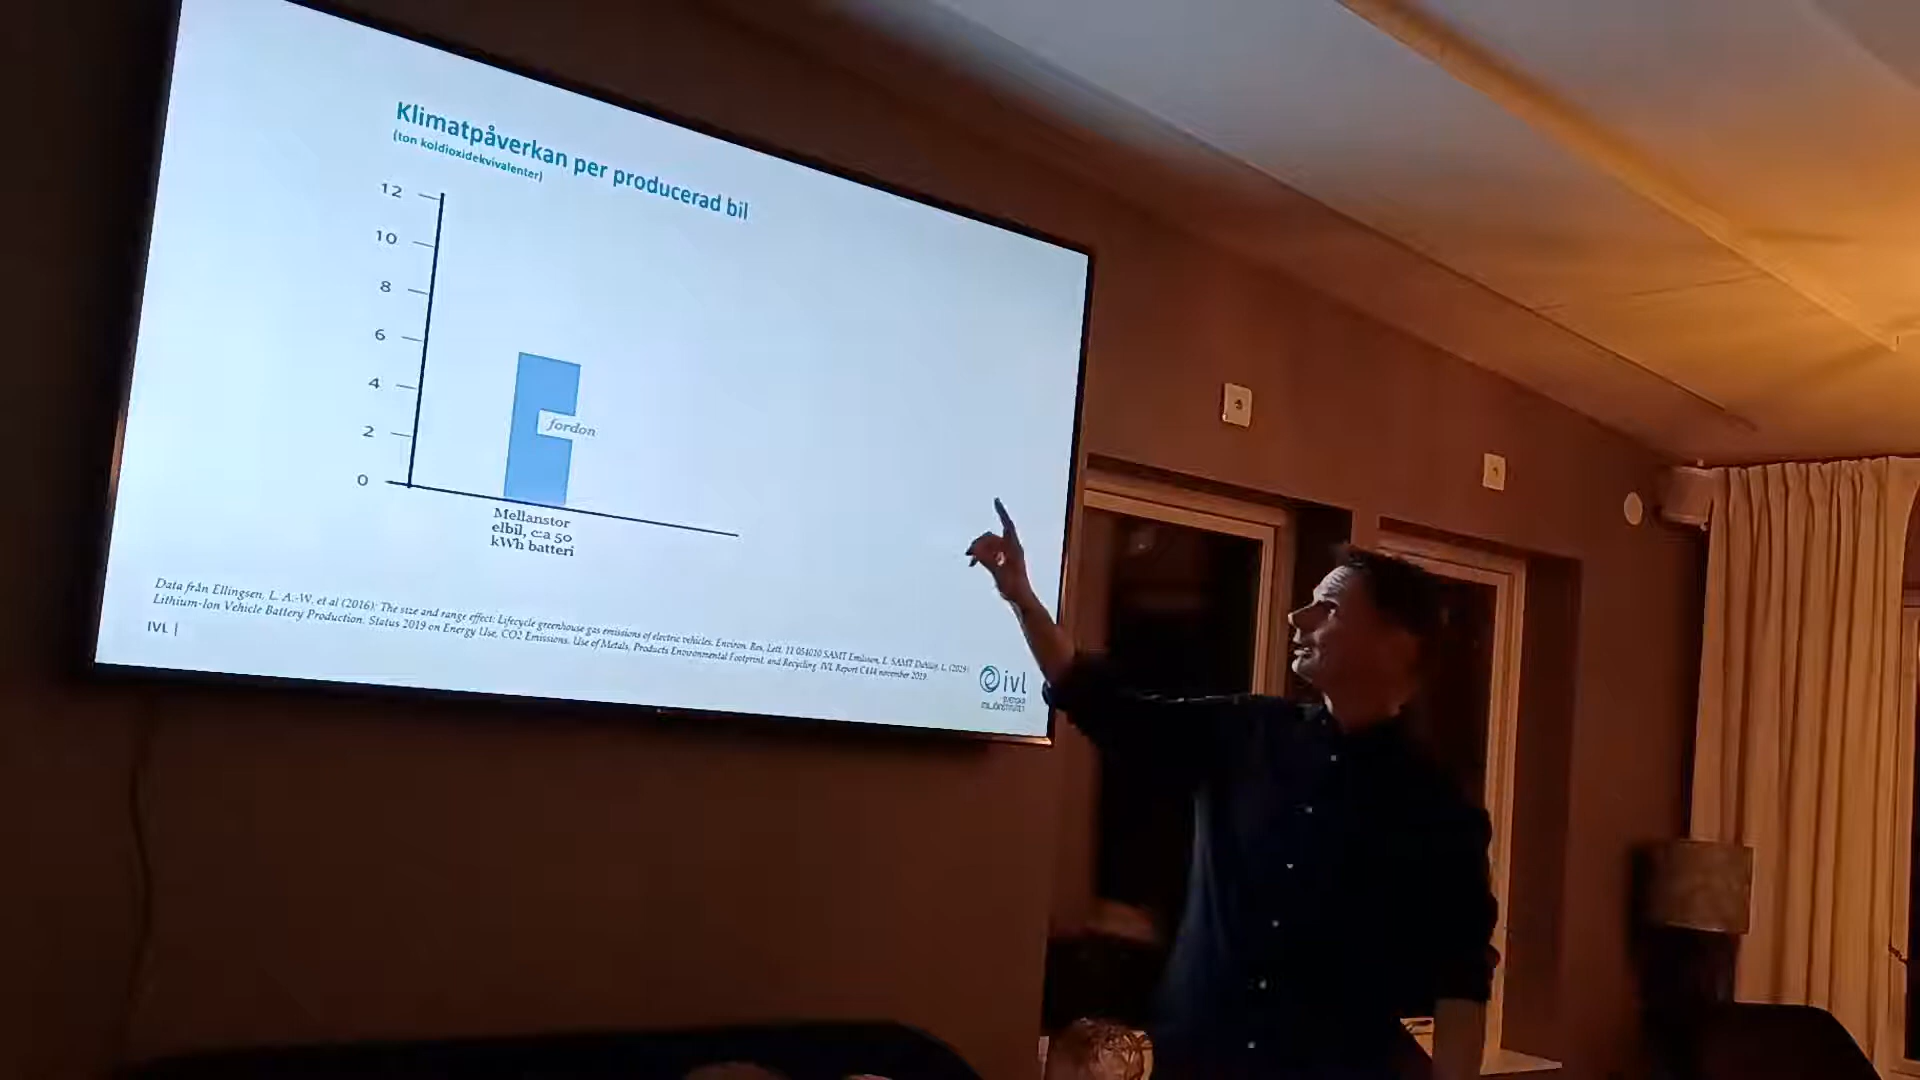 Klimatpåverkan per producerad bil
(ton koldioxidekvivalenter)
12
10
8
6
4
2
0
fordon
Mellanstor
elbil, c:a 50
kWh batteri
Data från Ellingsen, L. A.-W. et al (2016): The size and range effect: Lifecycle greenhouse gas emissions of electric vehicles. Environ. Res. Lett. 11 054010 SAMT Emilsson, E. SAMT Dahllöf, L. (2019)
Lithium-Ion Vehicle Battery Production. Status 2019 on Energy Use, CO2 Emissions, Use of Metals, Products Environmental Footprint, and Recycling. IVL Report C444 november 2019
IVL |
ivl
SVENSKA
MILJÖINSTITUTET